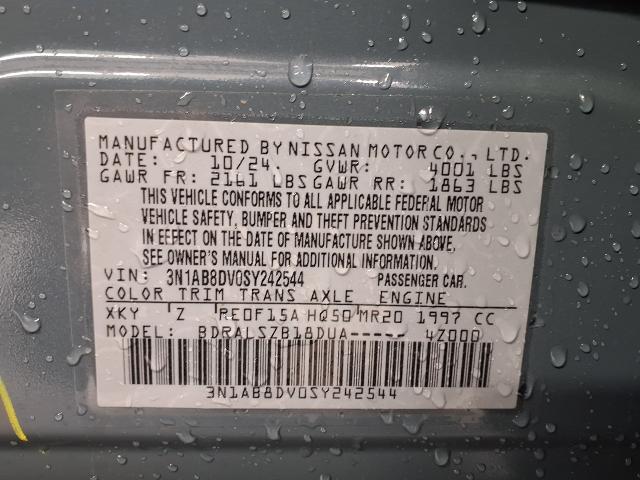 MANUFACTURED BY NISSAN MOTOR CO., LTD.
DATE: 10/24. GVWR: 4001 LBS
GAWR FR: 2161 LBS GAWR RR: 1863 LBS
THIS VEHICLE CONFORMS TO ALL APPLICABLE FEDERAL MOTOR
VEHICLE SAFETY, BUMPER AND THEFT PREVENTION STANDARDS
IN EFFECT ON THE DATE OF MANUFACTURE SHOWN ABOVE.
SEE OWNER'S MANUAL FOR ADDITIONAL INFORMATION.
VIN: 3N1AB8DV0SY242544 PASSENGER CAR.
COLOR TRIM TRANS AXLE ENGINE
XKY Z RE0F15A HQ50 MR20 1997 CC
MODEL: BDRALSZB18DUA----- 4Z000
3N1AB8DV0SY242544